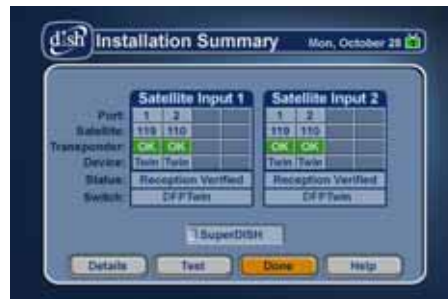 dish Installation Summary Mon, October 28
Satellite Input 1 Satellite Input 2
Port: 1 2 1 2
Satellite: 119 110 119 110
Transponder: OK OK OK OK
Device: Twin Twin Twin Twin
Status: Reception Verified Reception Verified
Switch: DPPTwin DPPTwin
SuperDISH
Details Test Done Help